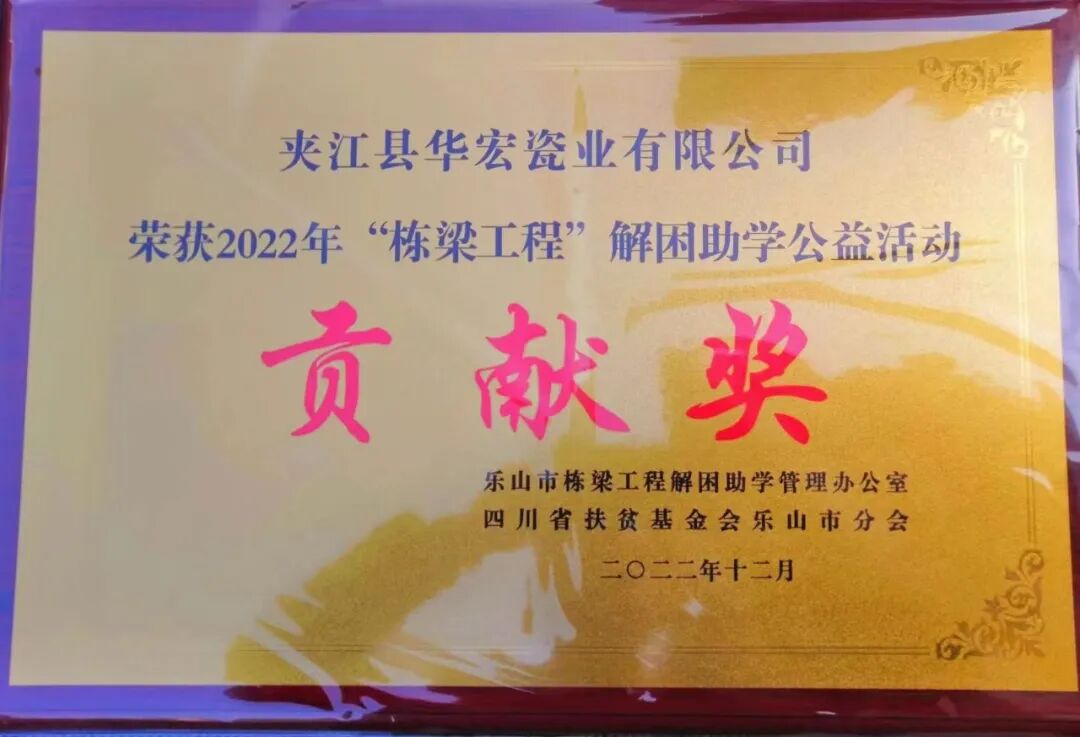 夹江县华宏瓷业有限公司
荣获2022年“栋梁工程”解困助学公益活动
贡献奖
乐山市栋梁工程解困助学管理办公室
四川省扶贫基金会乐山市分会
二〇二二年十二月